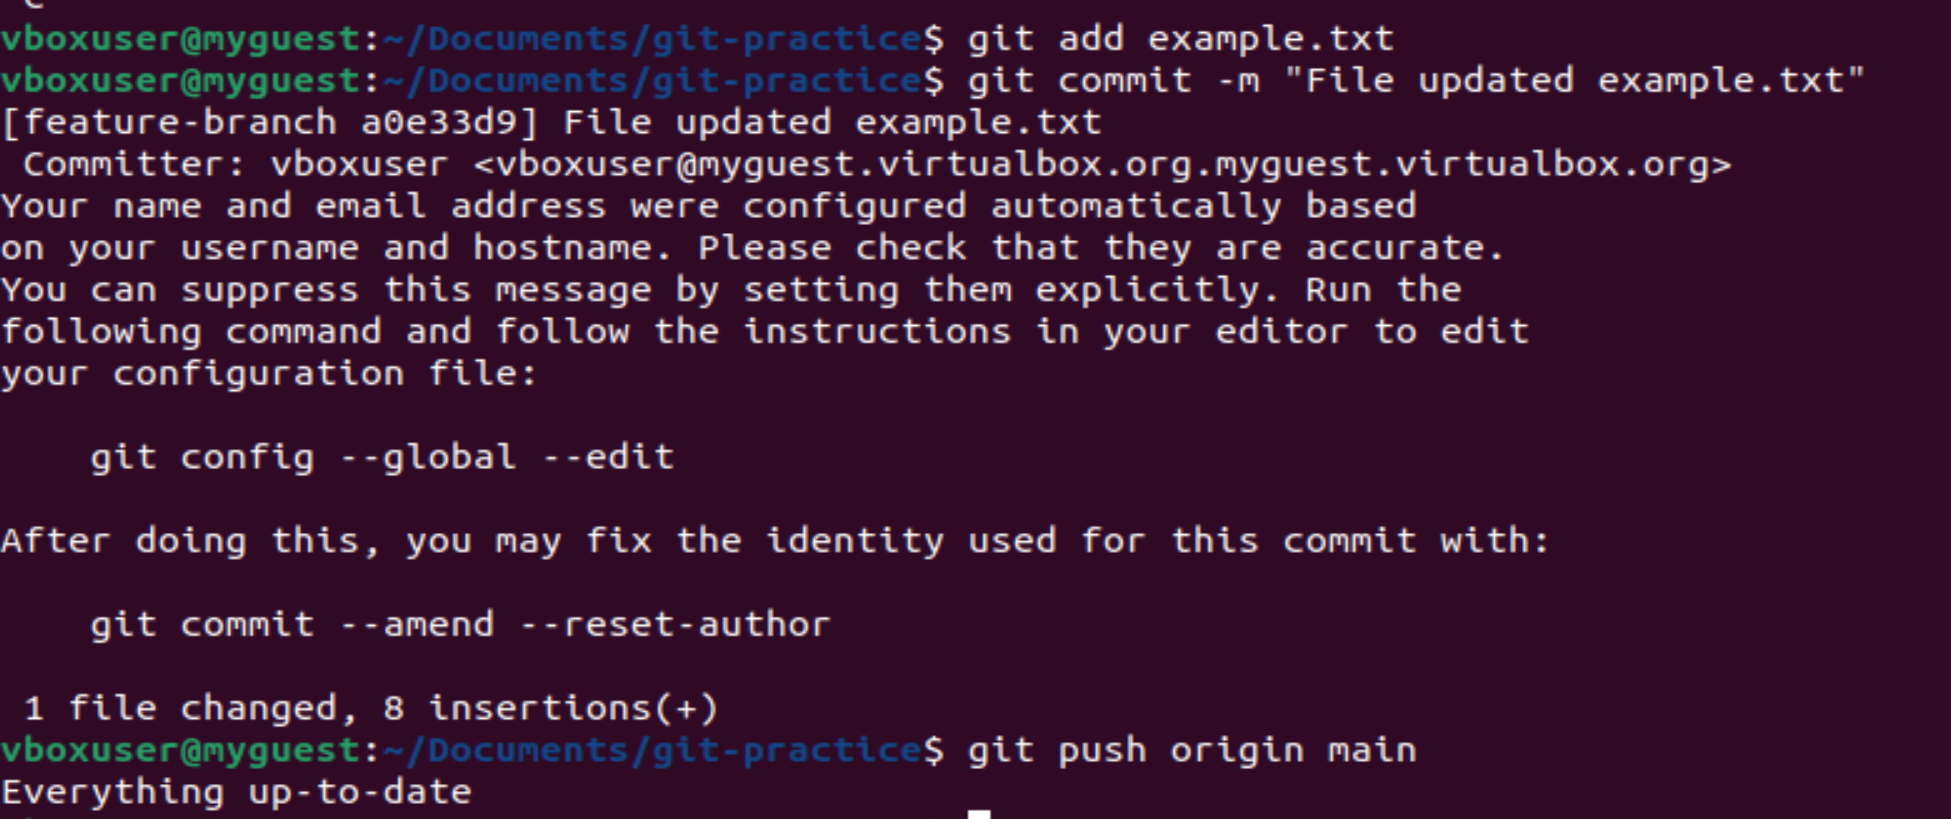 vboxuser@myguest:~/Documents/git-practice$ git add example.txt
vboxuser@myguest:~/Documents/git-practice$ git commit -m "File updated example.txt"
[feature-branch a0e33d9] File updated example.txt
 Committer: vboxuser <vboxuser@myguest.virtualbox.org.myguest.virtualbox.org>
Your name and email address were configured automatically based
on your username and hostname. Please check that they are accurate.
You can suppress this message by setting them explicitly. Run the
following command and follow the instructions in your editor to edit
your configuration file:

    git config --global --edit

After doing this, you may fix the identity used for this commit with:

    git commit --amend --reset-author

 1 file changed, 8 insertions(+)
vboxuser@myguest:~/Documents/git-practice$ git push origin main
Everything up-to-date